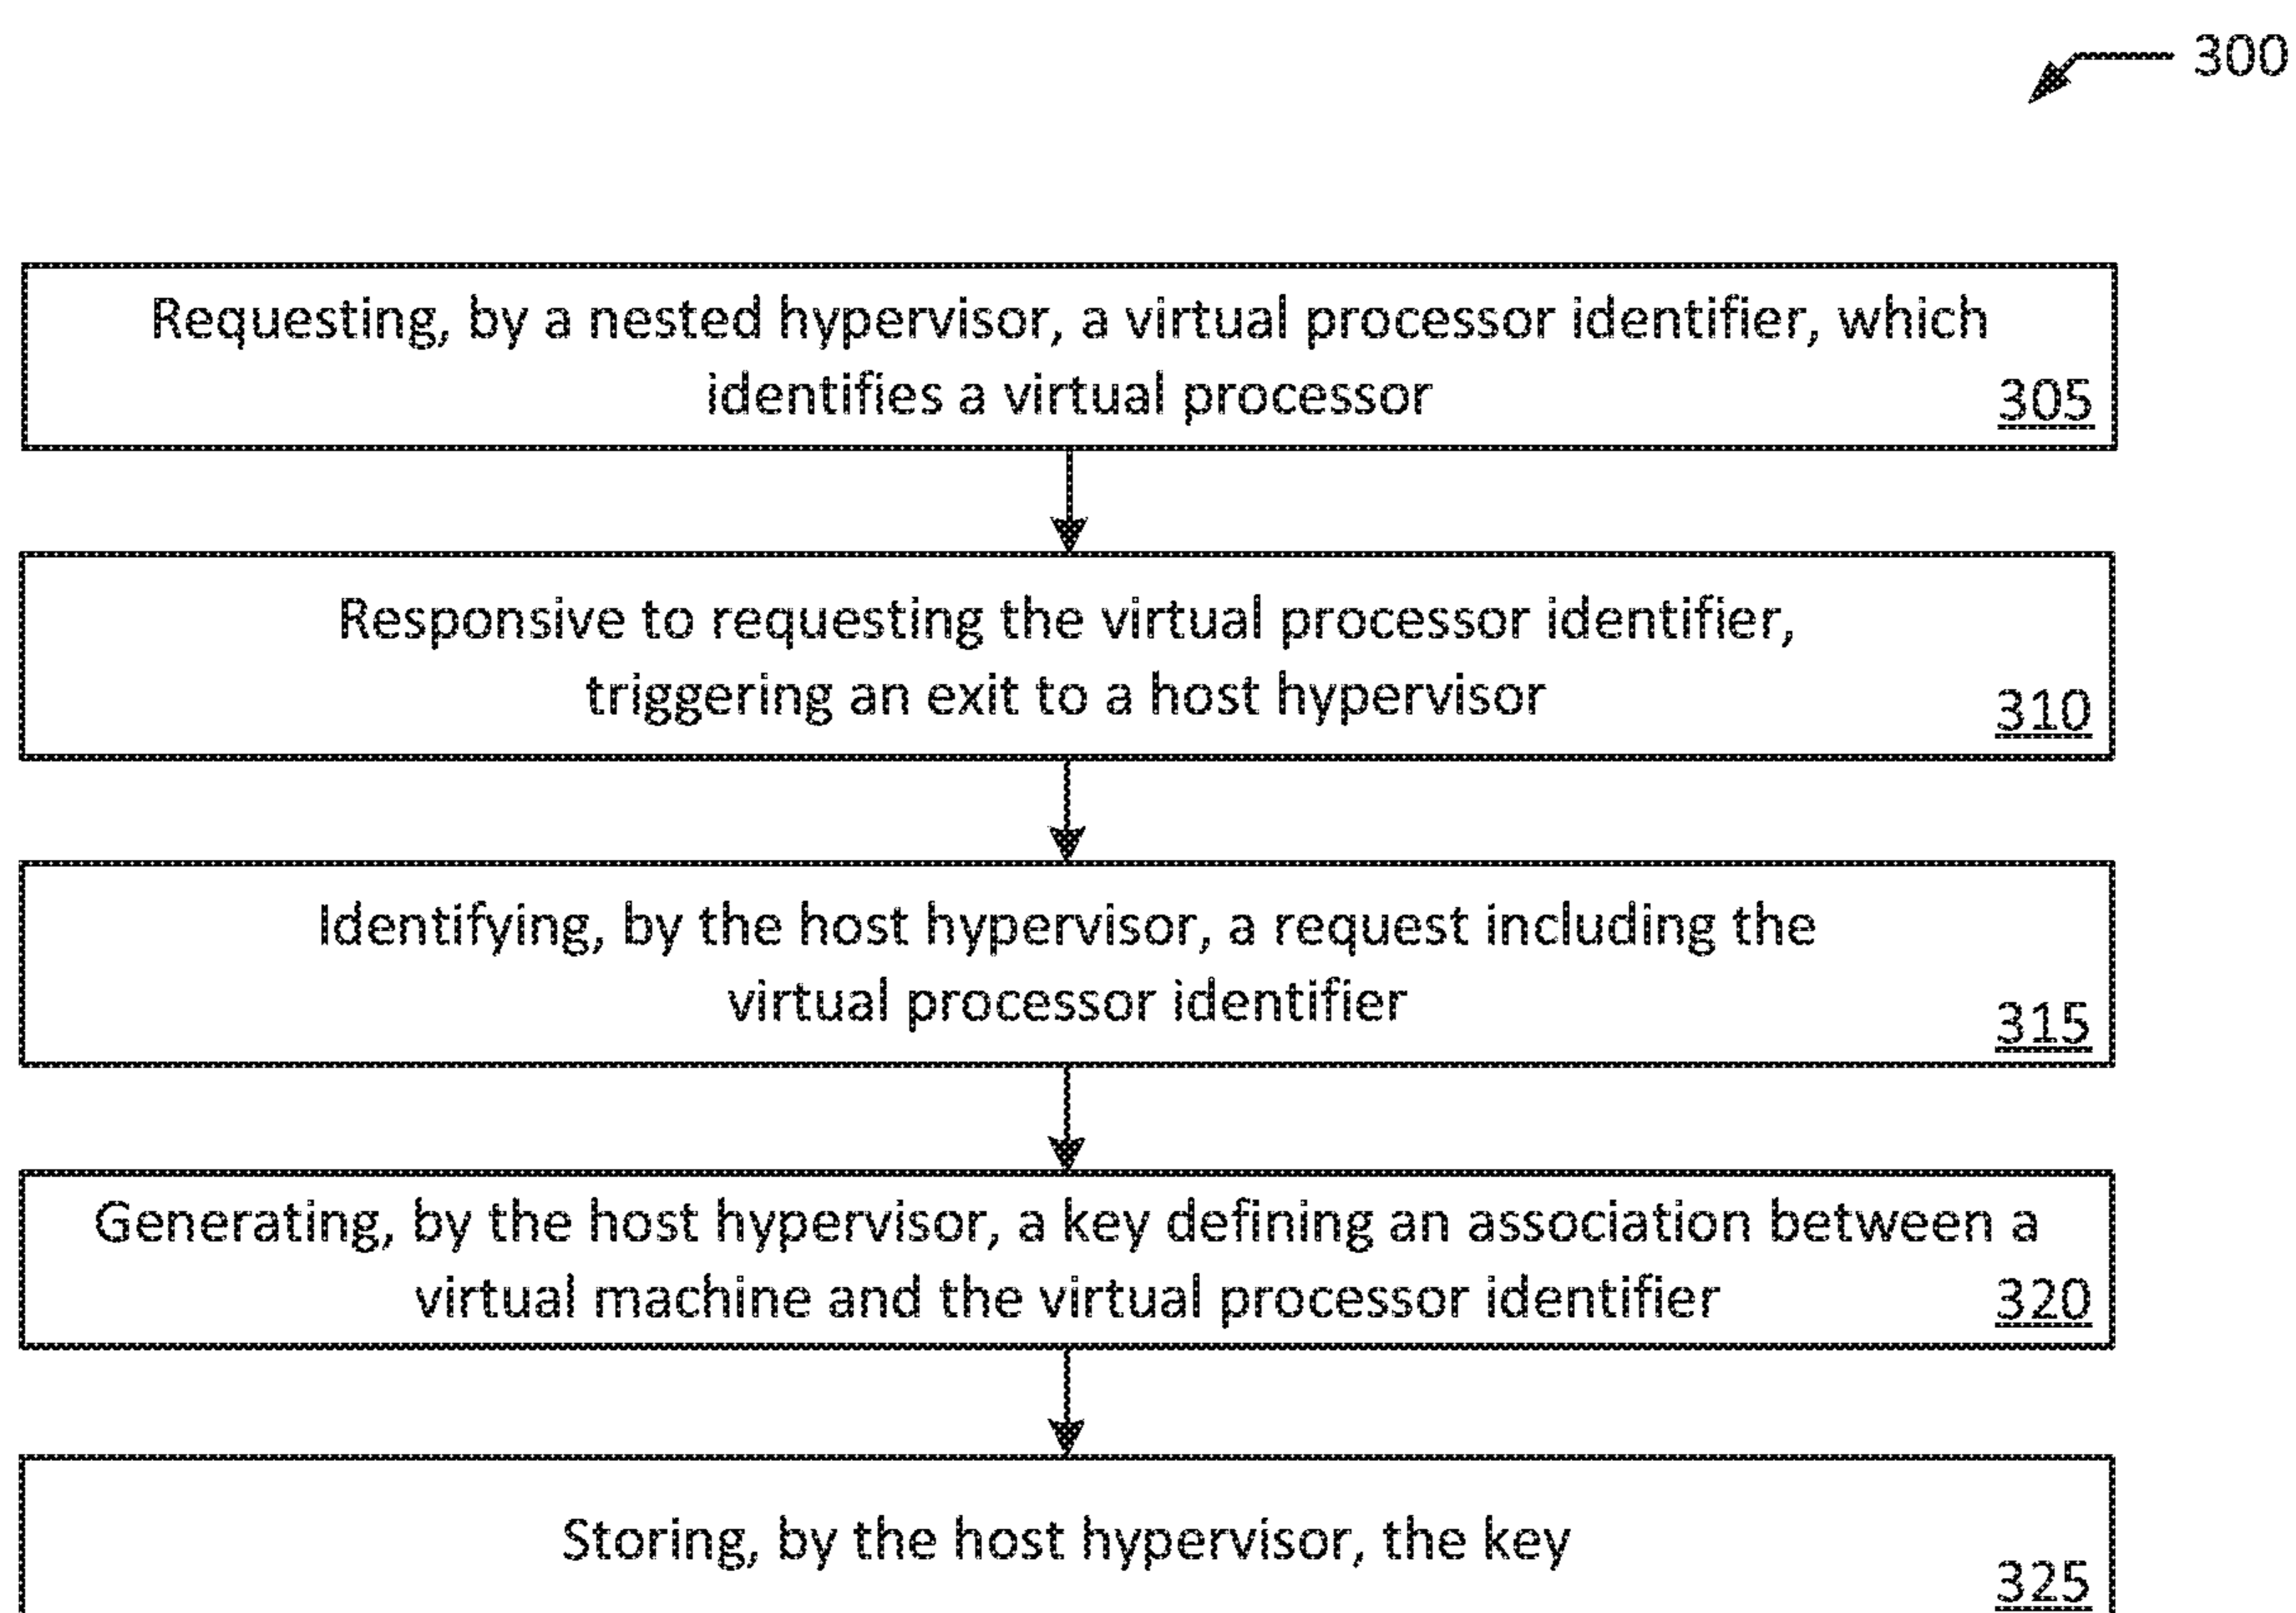 300
Requesting, by a nested hypervisor, a virtual processor identifier, which
identifies a virtual processor
305
Responsive to requesting the virtual processor identifier,
triggering an exit to a host hypervisor
310
Identifying, by the host hypervisor, a request including the
virtual processor identifier
315
Generating, by the host hypervisor, a key defining an association between a
virtual machine and the virtual processor identifier
320
Storing, by the host hypervisor, the key
325